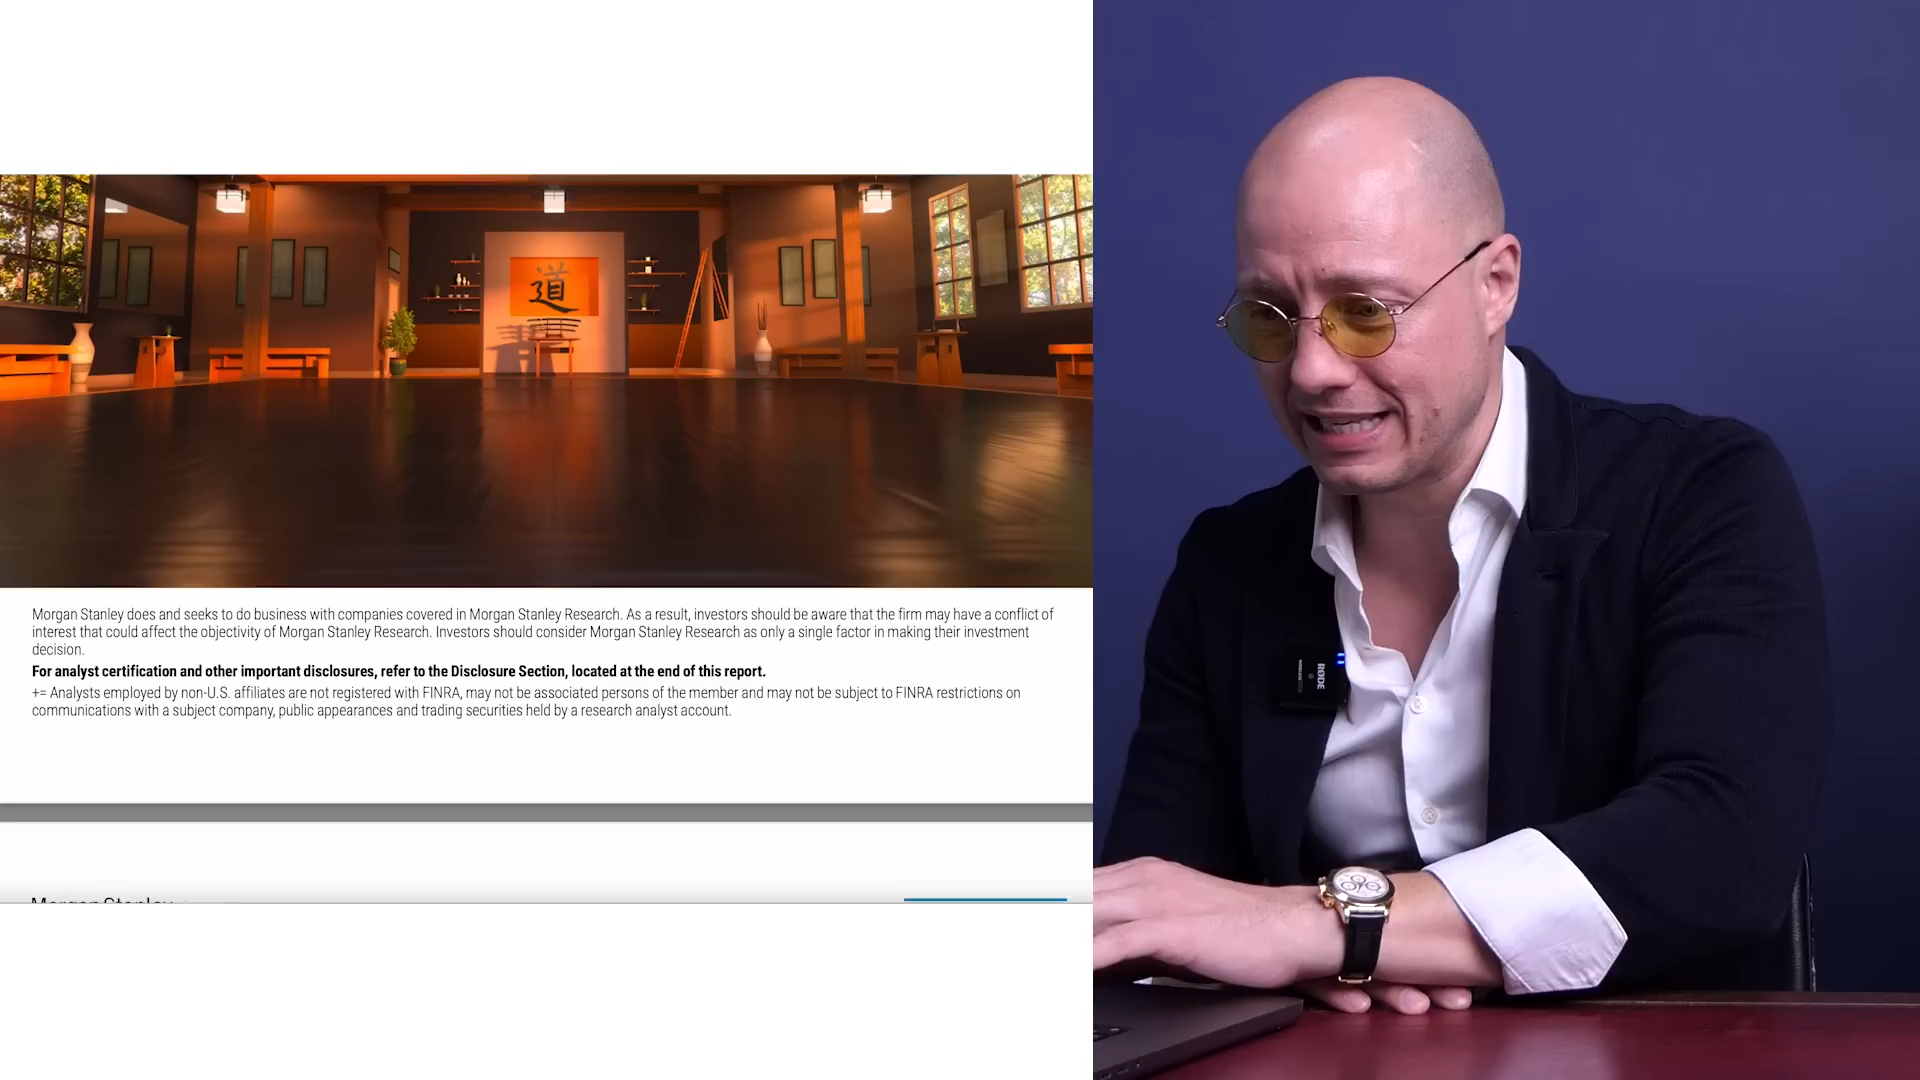 道
Morgan Stanley does and seeks to do business with companies covered in Morgan Stanley Research. As a result, investors should be aware that the firm may have a conflict of
interest that could affect the objectivity of Morgan Stanley Research. Investors should consider Morgan Stanley Research as only a single factor in making their investment
decision.
For analyst certification and other important disclosures, refer to the Disclosure Section, located at the end of this report.
+= Analysts employed by non-U.S. affiliates are not registered with FINRA, may not be associated persons of the member and may not be subject to FINRA restrictions on
communications with a subject company, public appearances and trading securities held by a research analyst account.
Morgan Stanley
RØDE